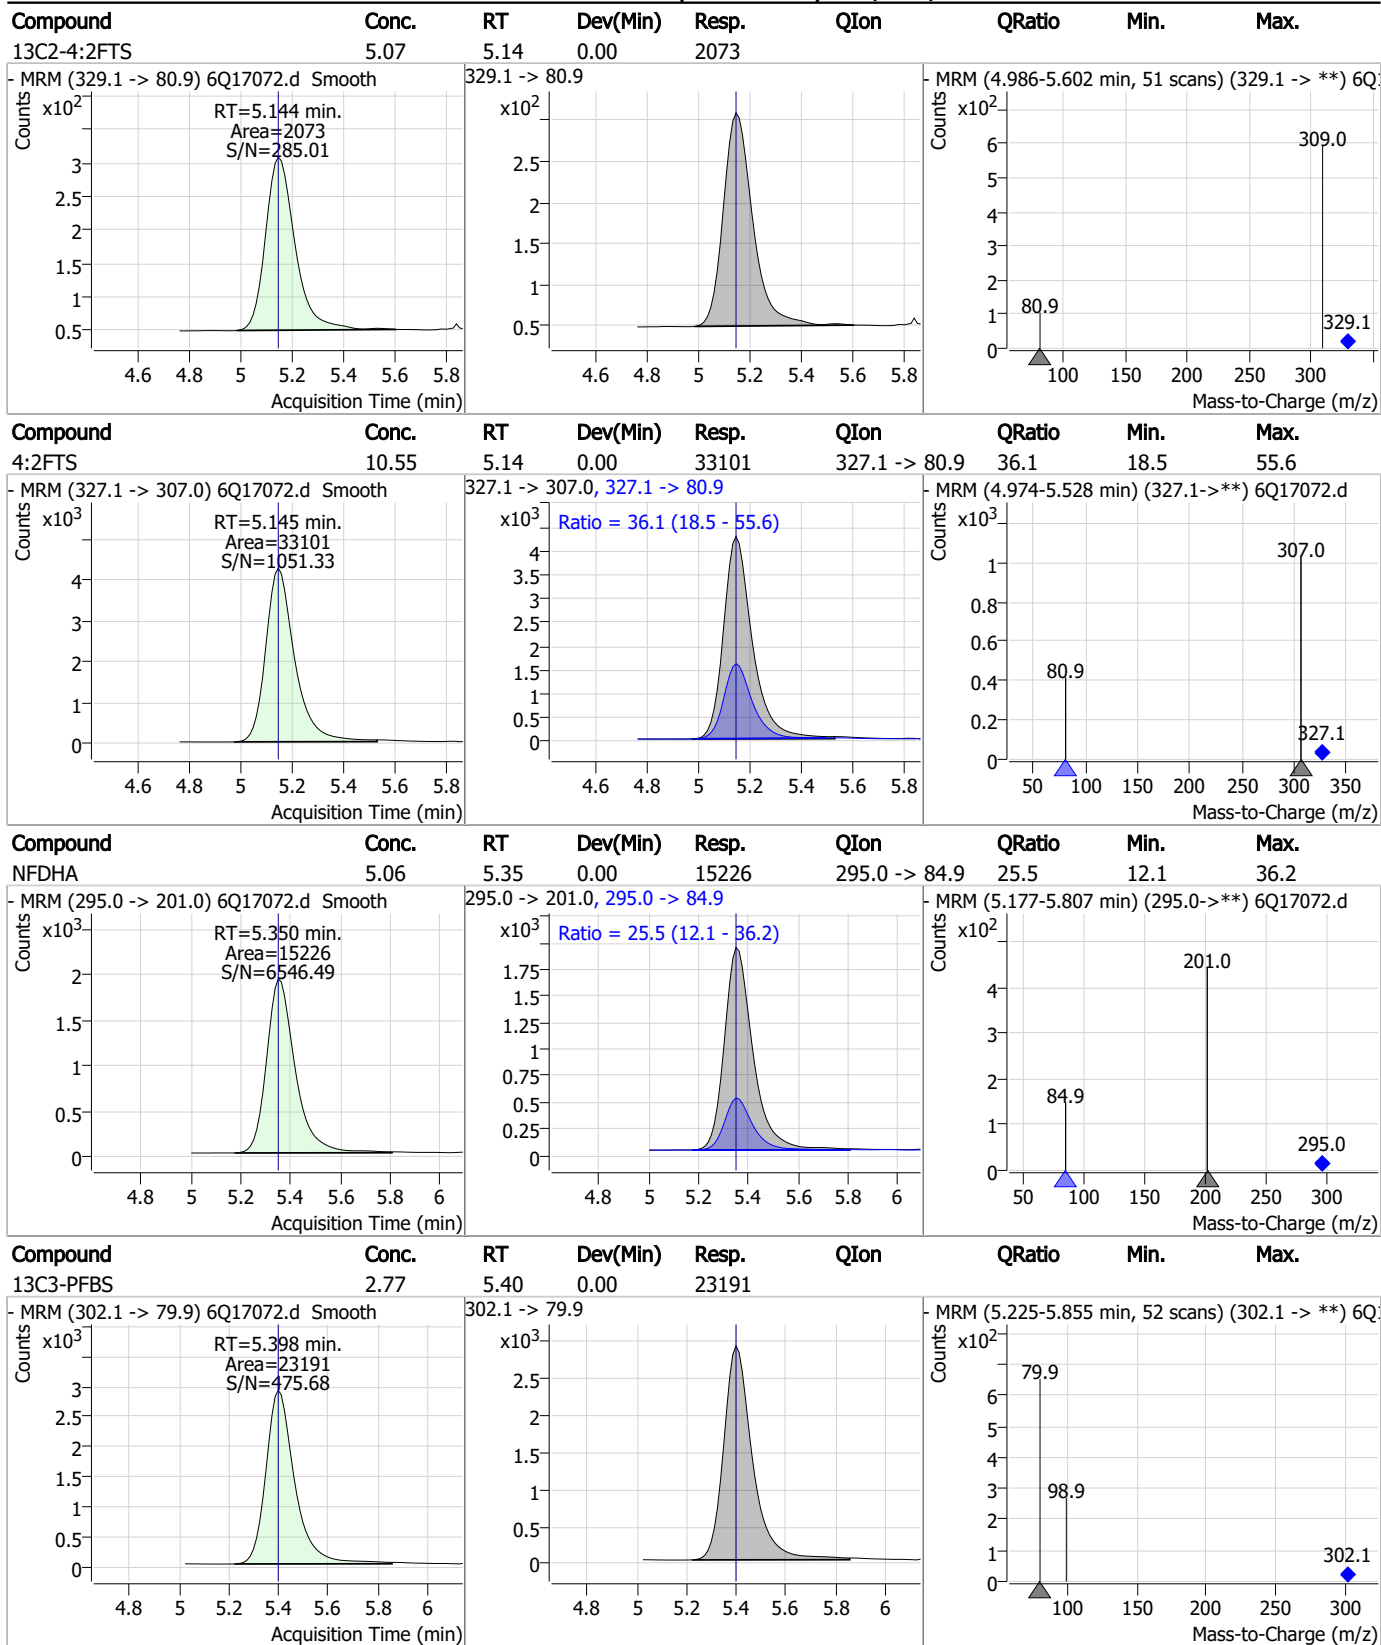 Compound Conc. RT Dev(Min) Resp. QIon QRatio Min. Max.
13C2-4:2FTS 5.07 5.14 0.00 2073
- MRM (329.1 -> 80.9) 6Q17072.d Smooth
Counts
x10²
RT=5.144 min.
Area=2073
S/N=285.01
3
2.5
2
1.5
1
0.5
4.6 4.8 5 5.2 5.4 5.6 5.8
Acquisition Time (min)
329.1 -> 80.9
x10²
2.5
2
1.5
1
0.5
4.6 4.8 5 5.2 5.4 5.6 5.8
- MRM (4.986-5.602 min, 51 scans) (329.1 -> **) 6Q1
Counts
x10²
6
5
4
3
2
1
0
309.0
80.9
329.1
100 150 200 250 300
Mass-to-Charge (m/z)
Compound Conc. RT Dev(Min) Resp. QIon QRatio Min. Max.
4:2FTS 10.55 5.14 0.00 33101 327.1 -> 80.9 36.1 18.5 55.6
- MRM (327.1 -> 307.0) 6Q17072.d Smooth
Counts
x10³
RT=5.145 min.
Area=33101
S/N=1051.33
4
3
2
1
0
4.6 4.8 5 5.2 5.4 5.6 5.8
Acquisition Time (min)
327.1 -> 307.0, 327.1 -> 80.9
x10³
Ratio = 36.1 (18.5 - 55.6)
4
3.5
3
2.5
2
1.5
1
0.5
0
4.6 4.8 5 5.2 5.4 5.6 5.8
- MRM (4.974-5.528 min) (327.1->**) 6Q17072.d
Counts
x10³
1
0.8
0.6
0.4
0.2
0
307.0
80.9
327.1
50 100 150 200 250 300 350
Mass-to-Charge (m/z)
Compound Conc. RT Dev(Min) Resp. QIon QRatio Min. Max.
NFDHA 5.06 5.35 0.00 15226 295.0 -> 84.9 25.5 12.1 36.2
- MRM (295.0 -> 201.0) 6Q17072.d Smooth
Counts
x10³
RT=5.350 min.
Area=15226
S/N=6546.49
2
1.5
1
0.5
0
4.8 5 5.2 5.4 5.6 5.8 6
Acquisition Time (min)
295.0 -> 201.0, 295.0 -> 84.9
x10³
Ratio = 25.5 (12.1 - 36.2)
1.75
1.5
1.25
1
0.75
0.5
0.25
0
4.8 5 5.2 5.4 5.6 5.8 6
- MRM (5.177-5.807 min) (295.0->**) 6Q17072.d
Counts
x10²
4
3
2
1
0
201.0
84.9
295.0
50 100 150 200 250 300
Mass-to-Charge (m/z)
Compound Conc. RT Dev(Min) Resp. QIon QRatio Min. Max.
13C3-PFBS 2.77 5.40 0.00 23191
- MRM (302.1 -> 79.9) 6Q17072.d Smooth
Counts
x10³
RT=5.398 min.
Area=23191
S/N=475.68
3
2.5
2
1.5
1
0.5
0
4.8 5 5.2 5.4 5.6 5.8 6
Acquisition Time (min)
302.1 -> 79.9
x10³
2.5
2
1.5
1
0.5
0
4.8 5 5.2 5.4 5.6 5.8 6
- MRM (5.225-5.855 min, 52 scans) (302.1 -> **) 6Q1
Counts
x10²
6
5
4
3
2
1
0
79.9
98.9
302.1
100 150 200 250 300
Mass-to-Charge (m/z)